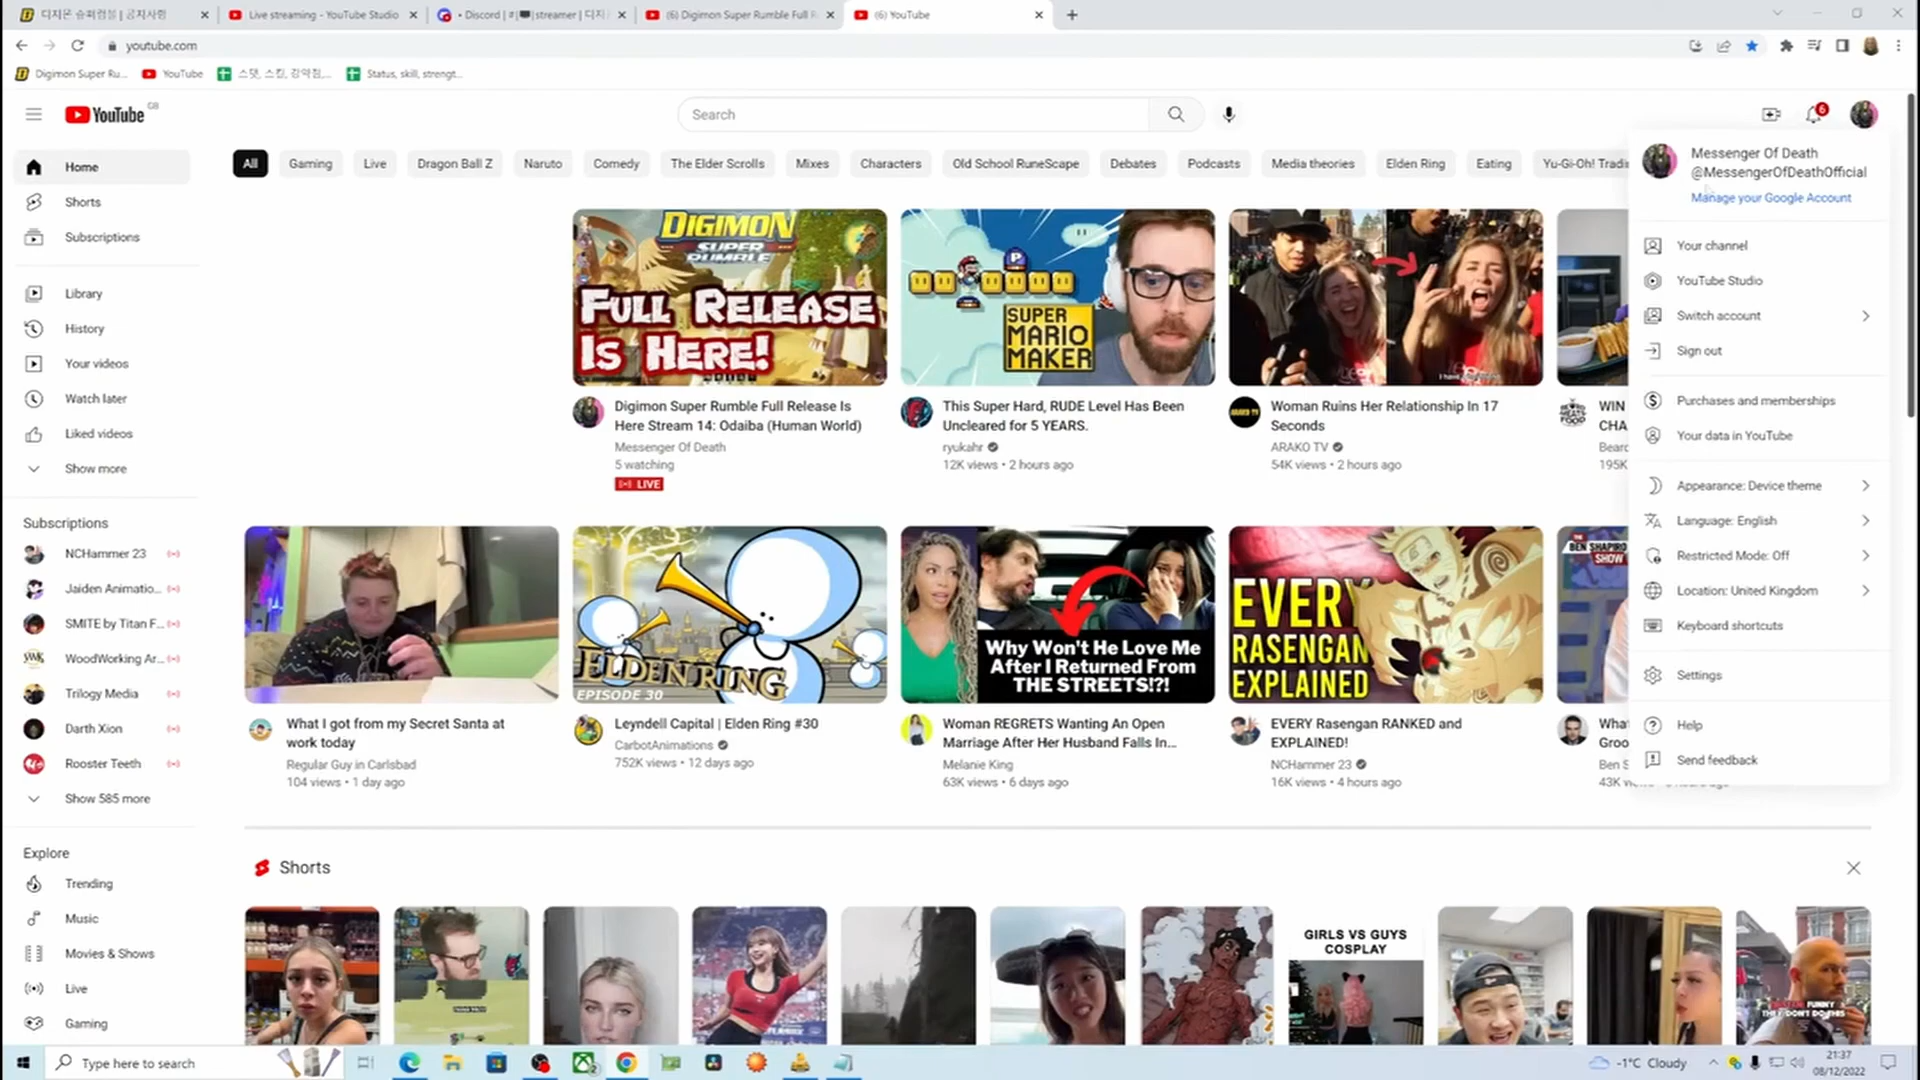 디지몬 슈퍼럼블 | 공지사항
Live streaming - YouTube Studio
• Discord | #|🖥|streamer | 디지
(6) Digimon Super Rumble Full R
(6) YouTube
youtube.com
Digimon Super Ru...
YouTube
스탯, 스킬, 강약점,...
Status, skill, strengt...
YouTube GB
Search
6
All
Gaming
Live
Dragon Ball Z
Naruto
Comedy
The Elder Scrolls
Mixes
Characters
Old School RuneScape
Debates
Podcasts
Media theories
Elden Ring
Eating
Yu-Gi-Oh! Tradi
Home
Shorts
Subscriptions
Library
History
Your videos
Watch later
Liked videos
Show more
Subscriptions
NCHammer 23
Jaiden Animatio...
SMITE by Titan F...
WoodWorking Ar...
Trilogy Media
Darth Xion
Rooster Teeth
Show 585 more
Explore
Trending
Music
Movies & Shows
Live
Gaming
DIGIMON
SUPER
RUMBLE
FULL RELEASE
IS HERE!
Digimon Super Rumble Full Release Is
Here Stream 14: Odaiba (Human World)
Messenger Of Death
5 watching
LIVE
P
SUPER
MARIO
MAKER
This Super Hard, RUDE Level Has Been
Uncleared for 5 YEARS.
ryukahr
12K views • 2 hours ago
Woman Ruins Her Relationship In 17
Seconds
ARAKO TV
54K views • 2 hours ago
WIN
CHA
Beard
195K
What I got from my Secret Santa at
work today
Regular Guy in Carlsbad
104 views • 1 day ago
ELDEN RING
EPISODE 30
Leyndell Capital | Elden Ring #30
CarbotAnimations
752K views • 12 days ago
Why Won't He Love Me
After I Returned From
THE STREETS!?!
Woman REGRETS Wanting An Open
Marriage After Her Husband Falls In...
Melanie King
63K views • 6 days ago
EVERY
RASENGAN
EXPLAINED
EVERY Rasengan RANKED and
EXPLAINED!
NCHammer 23
16K views • 4 hours ago
THE
BEN SHAPIRO
SHOW
What
Groo
Ben S
43K
Messenger Of Death
@MessengerOfDeathOfficial
Manage your Google Account
Your channel
YouTube Studio
Switch account
Sign out
Purchases and memberships
Your data in YouTube
Appearance: Device theme
Language: English
Restricted Mode: Off
Location: United Kingdom
Keyboard shortcuts
Settings
Help
Send feedback
Shorts
GIRLS VS GUYS
COSPLAY
FUNNY
THEY DON'T DO THIS
Type here to search
-1°C Cloudy
21:37
08/12/2022